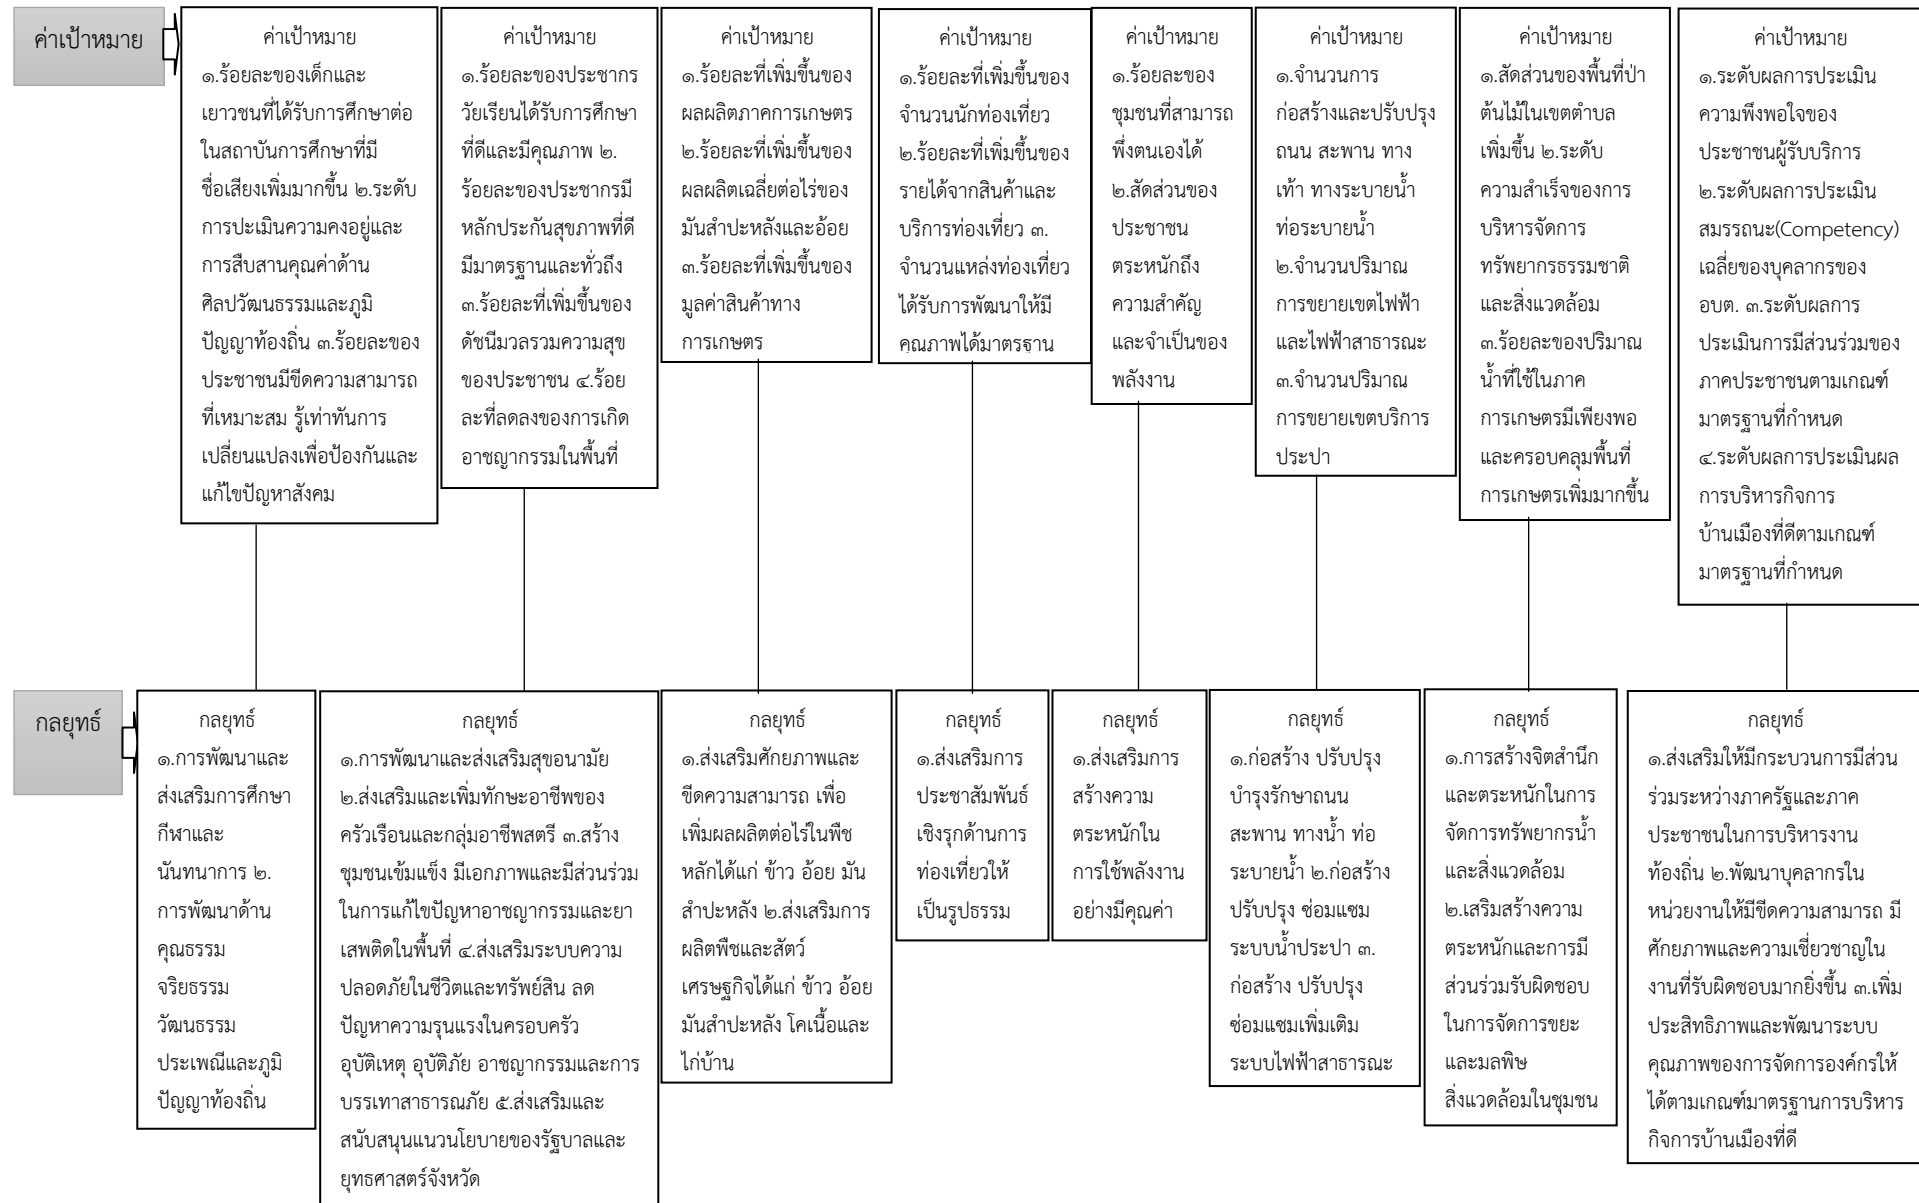 ค่าเป้าหมาย
ค่าเป้าหมาย
๑.ร้อยละของเด็กและ
เยาวชนที่ได้รับการศึกษาต่อ
ในสถาบันการศึกษาที่มี
ชื่อเสียงเพิ่มมากขึ้น ๒.ระดับ
การปะเมินความคงอยู่และ
การสืบสานคุณค่าด้าน
ศิลปวัฒนธรรมและภูมิ
ปัญญาท้องถิ่น ๓.ร้อยละของ
ประชาชนมีขีดความสามารถ
ที่เหมาะสม รู้เท่าทันการ
เปลี่ยนแปลงเพื่อป้องกันและ
แก้ไขปัญหาสังคม
ค่าเป้าหมาย
๑.ร้อยละของประชากร
วัยเรียนได้รับการศึกษา
ที่ดีและมีคุณภาพ ๒.
ร้อยละของประชากรมี
หลักประกันสุขภาพที่ดี
มีมาตรฐานและทั่วถึง
๓.ร้อยละที่เพิ่มขึ้นของ
ดัชนีมวลรวมความสุข
ของประชาชน ๔.ร้อย
ละที่ลดลงของการเกิด
อาชญากรรมในพื้นที่
ค่าเป้าหมาย
๑.ร้อยละที่เพิ่มขึ้นของ
ผลผลิตภาคการเกษตร
๒.ร้อยละที่เพิ่มขึ้นของ
ผลผลิตเฉลี่ยต่อไร่ของ
มันสำปะหลังและอ้อย
๓.ร้อยละที่เพิ่มขึ้นของ
มูลค่าสินค้าทาง
การเกษตร
ค่าเป้าหมาย
๑.ร้อยละที่เพิ่มขึ้นของ
จำนวนนักท่องเที่ยว
๒.ร้อยละที่เพิ่มขึ้นของ
รายได้จากสินค้าและ
บริการท่องเที่ยว ๓.
จำนวนแหล่งท่องเที่ยว
ได้รับการพัฒนาให้มี
คุณภาพได้มาตรฐาน
ค่าเป้าหมาย
๑.ร้อยละของ
ชุมชนที่สามารถ
พึ่งตนเองได้
๒.สัดส่วนของ
ประชาชน
ตระหนักถึง
ความสำคัญ
และจำเป็นของ
พลังงาน
ค่าเป้าหมาย
๑.จำนวนการ
ก่อสร้างและปรับปรุง
ถนน สะพาน ทาง
เท้า ทางระบายน้ำ
ท่อระบายน้ำ
๒.จำนวนปริมาณ
การขยายเขตไฟฟ้า
และไฟฟ้าสาธารณะ
๓.จำนวนปริมาณ
การขยายเขตบริการ
ประปา
ค่าเป้าหมาย
๑.สัดส่วนของพื้นที่ป่า
ต้นไม้ในเขตตำบล
เพิ่มขึ้น ๒.ระดับ
ความสำเร็จของการ
บริหารจัดการ
ทรัพยากรธรรมชาติ
และสิ่งแวดล้อม
๓.ร้อยละของปริมาณ
น้ำที่ใช้ในภาค
การเกษตรมีเพียงพอ
และครอบคลุมพื้นที่
การเกษตรเพิ่มมากขึ้น
ค่าเป้าหมาย
๑.ระดับผลการประเมิน
ความพึงพอใจของ
ประชาชนผู้รับบริการ
๒.ระดับผลการประเมิน
สมรรถนะ(Competency)
เฉลี่ยของบุคลากรของ
อบต. ๓.ระดับผลการ
ประเมินการมีส่วนร่วมของ
ภาคประชาชนตามเกณฑ์
มาตรฐานที่กำหนด
๔.ระดับผลการประเมินผล
การบริหารกิจการ
บ้านเมืองที่ดีตามเกณฑ์
มาตรฐานที่กำหนด
กลยุทธ์
กลยุทธ์
๑.การพัฒนาและ
ส่งเสริมการศึกษา
กีฬาและ
นันทนาการ ๒.
การพัฒนาด้าน
คุณธรรม
จริยธรรม
วัฒนธรรม
ประเพณีและภูมิ
ปัญญาท้องถิ่น
กลยุทธ์
๑.การพัฒนาและส่งเสริมสุขอนามัย
๒.ส่งเสริมและเพิ่มทักษะอาชีพของ
ครัวเรือนและกลุ่มอาชีพสตรี ๓.สร้าง
ชุมชนเข้มแข็ง มีเอกภาพและมีส่วนร่วม
ในการแก้ไขปัญหาอาชญากรรมและยา
เสพติดในพื้นที่ ๔.ส่งเสริมระบบความ
ปลอดภัยในชีวิตและทรัพย์สิน ลด
ปัญหาความรุนแรงในครอบครัว
อุบัติเหตุ อุบัติภัย อาชญากรรมและการ
บรรเทาสาธารณภัย ๕.ส่งเสริมและ
สนับสนุนแนวนโยบายของรัฐบาลและ
ยุทธศาสตร์จังหวัด
กลยุทธ์
๑.ส่งเสริมศักยภาพและ
ขีดความสามารถ เพื่อ
เพิ่มผลผลิตต่อไร่ในพืช
หลักได้แก่ ข้าว อ้อย มัน
สำปะหลัง ๒.ส่งเสริมการ
ผลิตพืชและสัตว์
เศรษฐกิจได้แก่ ข้าว อ้อย
มันสำปะหลัง โคเนื้อและ
ไก่บ้าน
กลยุทธ์
๑.ส่งเสริมการ
ประชาสัมพันธ์
เชิงรุกด้านการ
ท่องเที่ยวให้
เป็นรูปธรรม
กลยุทธ์
๑.ส่งเสริมการ
สร้างความ
ตระหนักใน
การใช้พลังงาน
อย่างมีคุณค่า
กลยุทธ์
๑.ก่อสร้าง ปรับปรุง
บำรุงรักษาถนน
สะพาน ทางน้ำ ท่อ
ระบายน้ำ ๒.ก่อสร้าง
ปรับปรุง ซ่อมแซม
ระบบน้ำประปา ๓.
ก่อสร้าง ปรับปรุง
ซ่อมแซมเพิ่มเติม
ระบบไฟฟ้าสาธารณะ
กลยุทธ์
๑.การสร้างจิตสำนึก
และตระหนักในการ
จัดการทรัพยากรน้ำ
และสิ่งแวดล้อม
๒.เสริมสร้างความ
ตระหนักและการมี
ส่วนร่วมรับผิดชอบ
ในการจัดการขยะ
และมลพิษ
สิ่งแวดล้อมในชุมชน
กลยุทธ์
๑.ส่งเสริมให้มีกระบวนการมีส่วน
ร่วมระหว่างภาครัฐและภาค
ประชาชนในการบริหารงาน
ท้องถิ่น ๒.พัฒนาบุคลากรใน
หน่วยงานให้มีขีดความสามารถ มี
ศักยภาพและความเชี่ยวชาญใน
งานที่รับผิดชอบมากยิ่งขึ้น ๓.เพิ่ม
ประสิทธิภาพและพัฒนาระบบ
คุณภาพของการจัดการองค์กรให้
ได้ตามเกณฑ์มาตรฐานการบริหาร
กิจการบ้านเมืองที่ดี